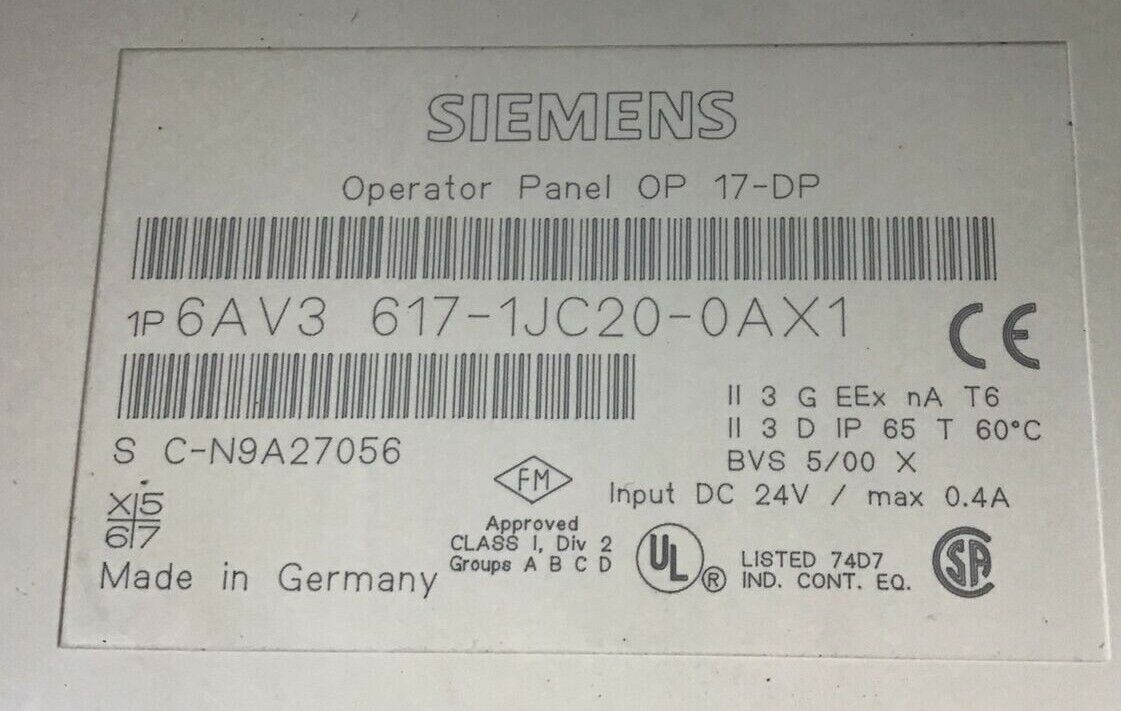 SIEMENS
Operator Panel OP 17-DP
1P 6AV3 617-1JC20-0AX1
CE
S C-N9A27056
II 3 G EEx nA T6
II 3 D IP 65 T 60°C
BVS 5/00 X
Input DC 24V / max 0.4A
X 5
6 7
FM
Approved
CLASS I, Div 2
Groups A B C D
UL ®
LISTED 74D7
IND. CONT. EQ.
SA
Made in Germany